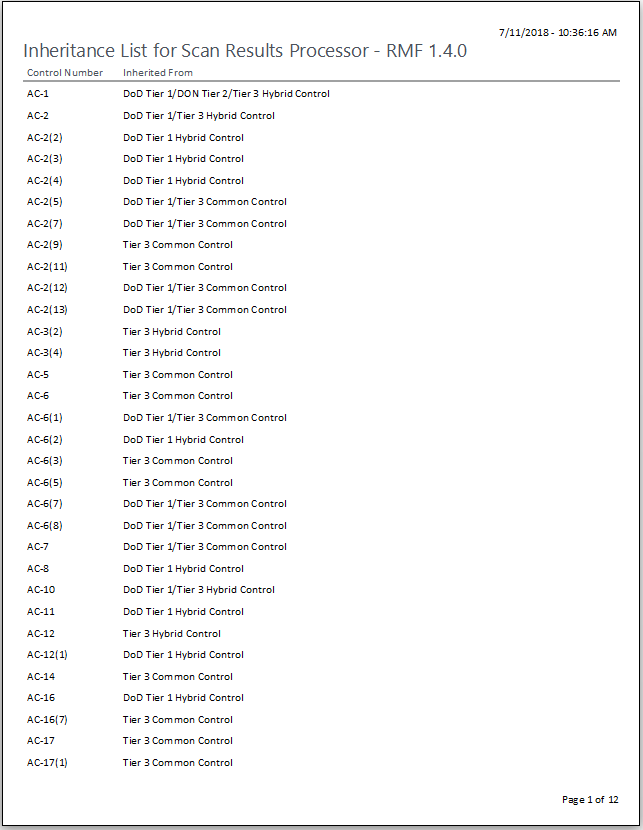 7/11/2018 - 10:36:16 AM
Inheritance List for Scan Results Processor - RMF 1.4.0
Control Number Inherited From
AC-1 DoD Tier 1/DON Tier 2/Tier 3 Hybrid Control
AC-2 DoD Tier 1/Tier 3 Hybrid Control
AC-2(2) DoD Tier 1 Hybrid Control
AC-2(3) DoD Tier 1 Hybrid Control
AC-2(4) DoD Tier 1 Hybrid Control
AC-2(5) DoD Tier 1/Tier 3 Common Control
AC-2(7) DoD Tier 1/Tier 3 Common Control
AC-2(9) Tier 3 Common Control
AC-2(11) Tier 3 Common Control
AC-2(12) DoD Tier 1/Tier 3 Common Control
AC-2(13) DoD Tier 1/Tier 3 Common Control
AC-3(2) Tier 3 Hybrid Control
AC-3(4) Tier 3 Hybrid Control
AC-5 Tier 3 Common Control
AC-6 Tier 3 Common Control
AC-6(1) DoD Tier 1/Tier 3 Common Control
AC-6(2) DoD Tier 1 Hybrid Control
AC-6(3) Tier 3 Common Control
AC-6(5) Tier 3 Common Control
AC-6(7) DoD Tier 1/Tier 3 Common Control
AC-6(8) DoD Tier 1/Tier 3 Common Control
AC-7 DoD Tier 1/Tier 3 Common Control
AC-8 DoD Tier 1 Hybrid Control
AC-10 DoD Tier 1/Tier 3 Hybrid Control
AC-11 DoD Tier 1 Hybrid Control
AC-12 Tier 3 Hybrid Control
AC-12(1) DoD Tier 1 Hybrid Control
AC-14 Tier 3 Common Control
AC-16 DoD Tier 1 Hybrid Control
AC-16(7) Tier 3 Common Control
AC-17 Tier 3 Common Control
AC-17(1) Tier 3 Common Control
Page 1 of 12